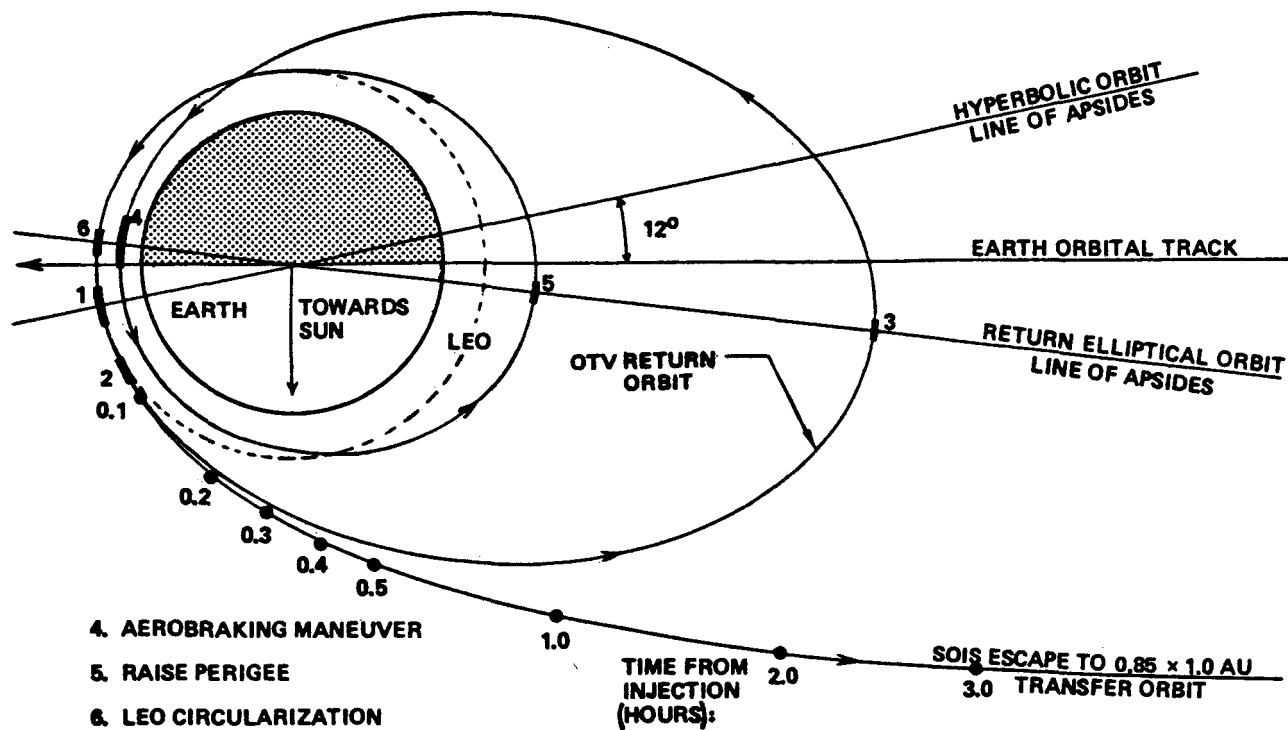 HYPERBOLIC ORBIT
LINE OF APSIDES
12°
EARTH ORBITAL TRACK
4
6
1
5
3
EARTH
TOWARDS
SUN
LEO
RETURN ELLIPTICAL ORBIT
LINE OF APSIDES
OTV RETURN
ORBIT
2
0.1
0.2
0.3
0.4
0.5
1.0
2.0
3.0
SOIS ESCAPE TO 0.85 × 1.0 AU
TRANSFER ORBIT
TIME FROM
INJECTION
(HOURS):
4. AEROBRAKING MANEUVER
5. RAISE PERIGEE
6. LEO CIRCULARIZATION